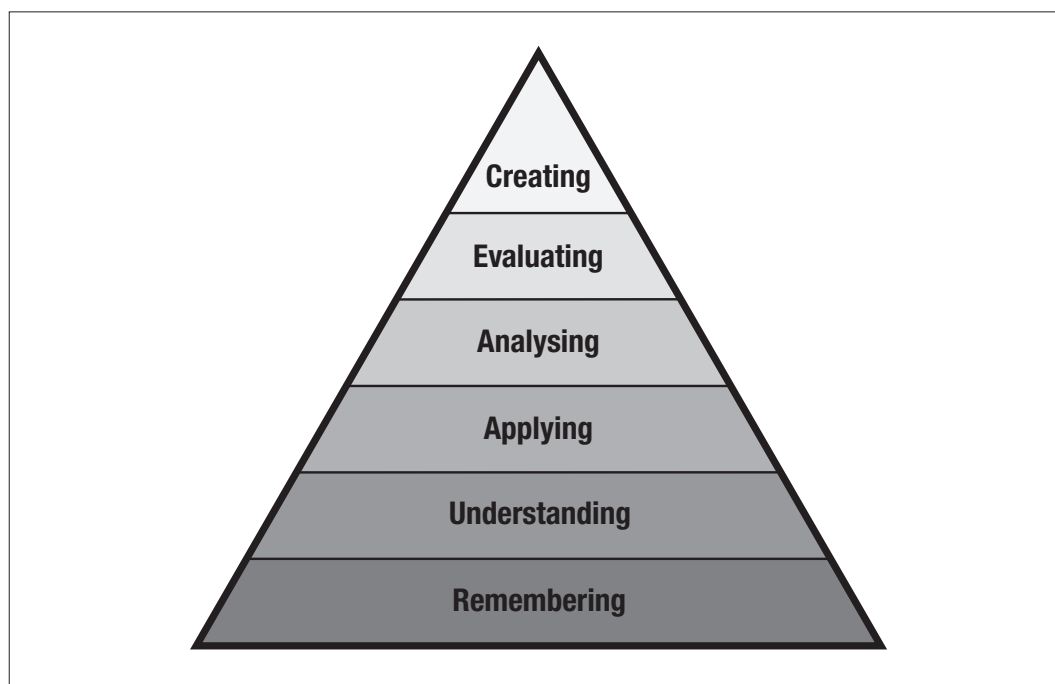 Creating
Evaluating
Analysing
Applying
Understanding
Remembering